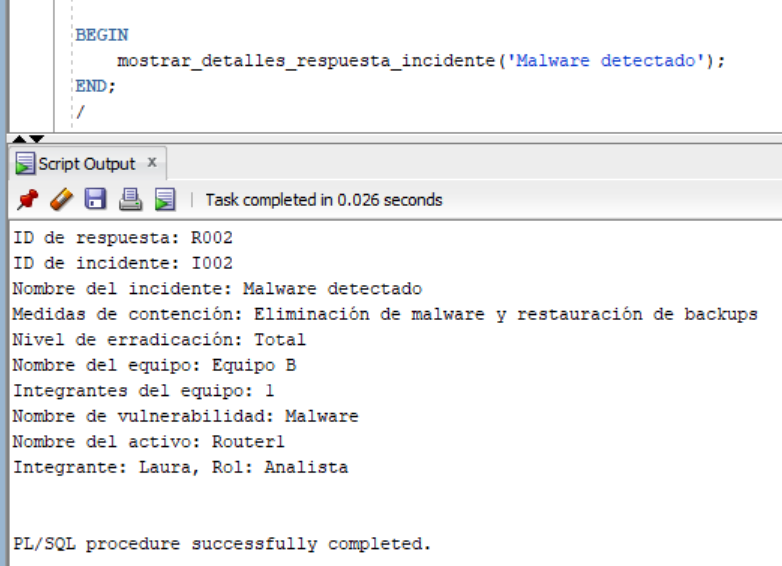 BEGIN
mostrar_detalles_respuesta_incidente('Malware detectado');
END;
/
Script Output x
Task completed in 0.026 seconds
ID de respuesta: R002
ID de incidente: I002
Nombre del incidente: Malware detectado
Medidas de contención: Eliminación de malware y restauración de backups
Nivel de erradicación: Total
Nombre del equipo: Equipo B
Integrantes del equipo: 1
Nombre de vulnerabilidad: Malware
Nombre del activo: Router1
Integrante: Laura, Rol: Analista
PL/SQL procedure successfully completed.